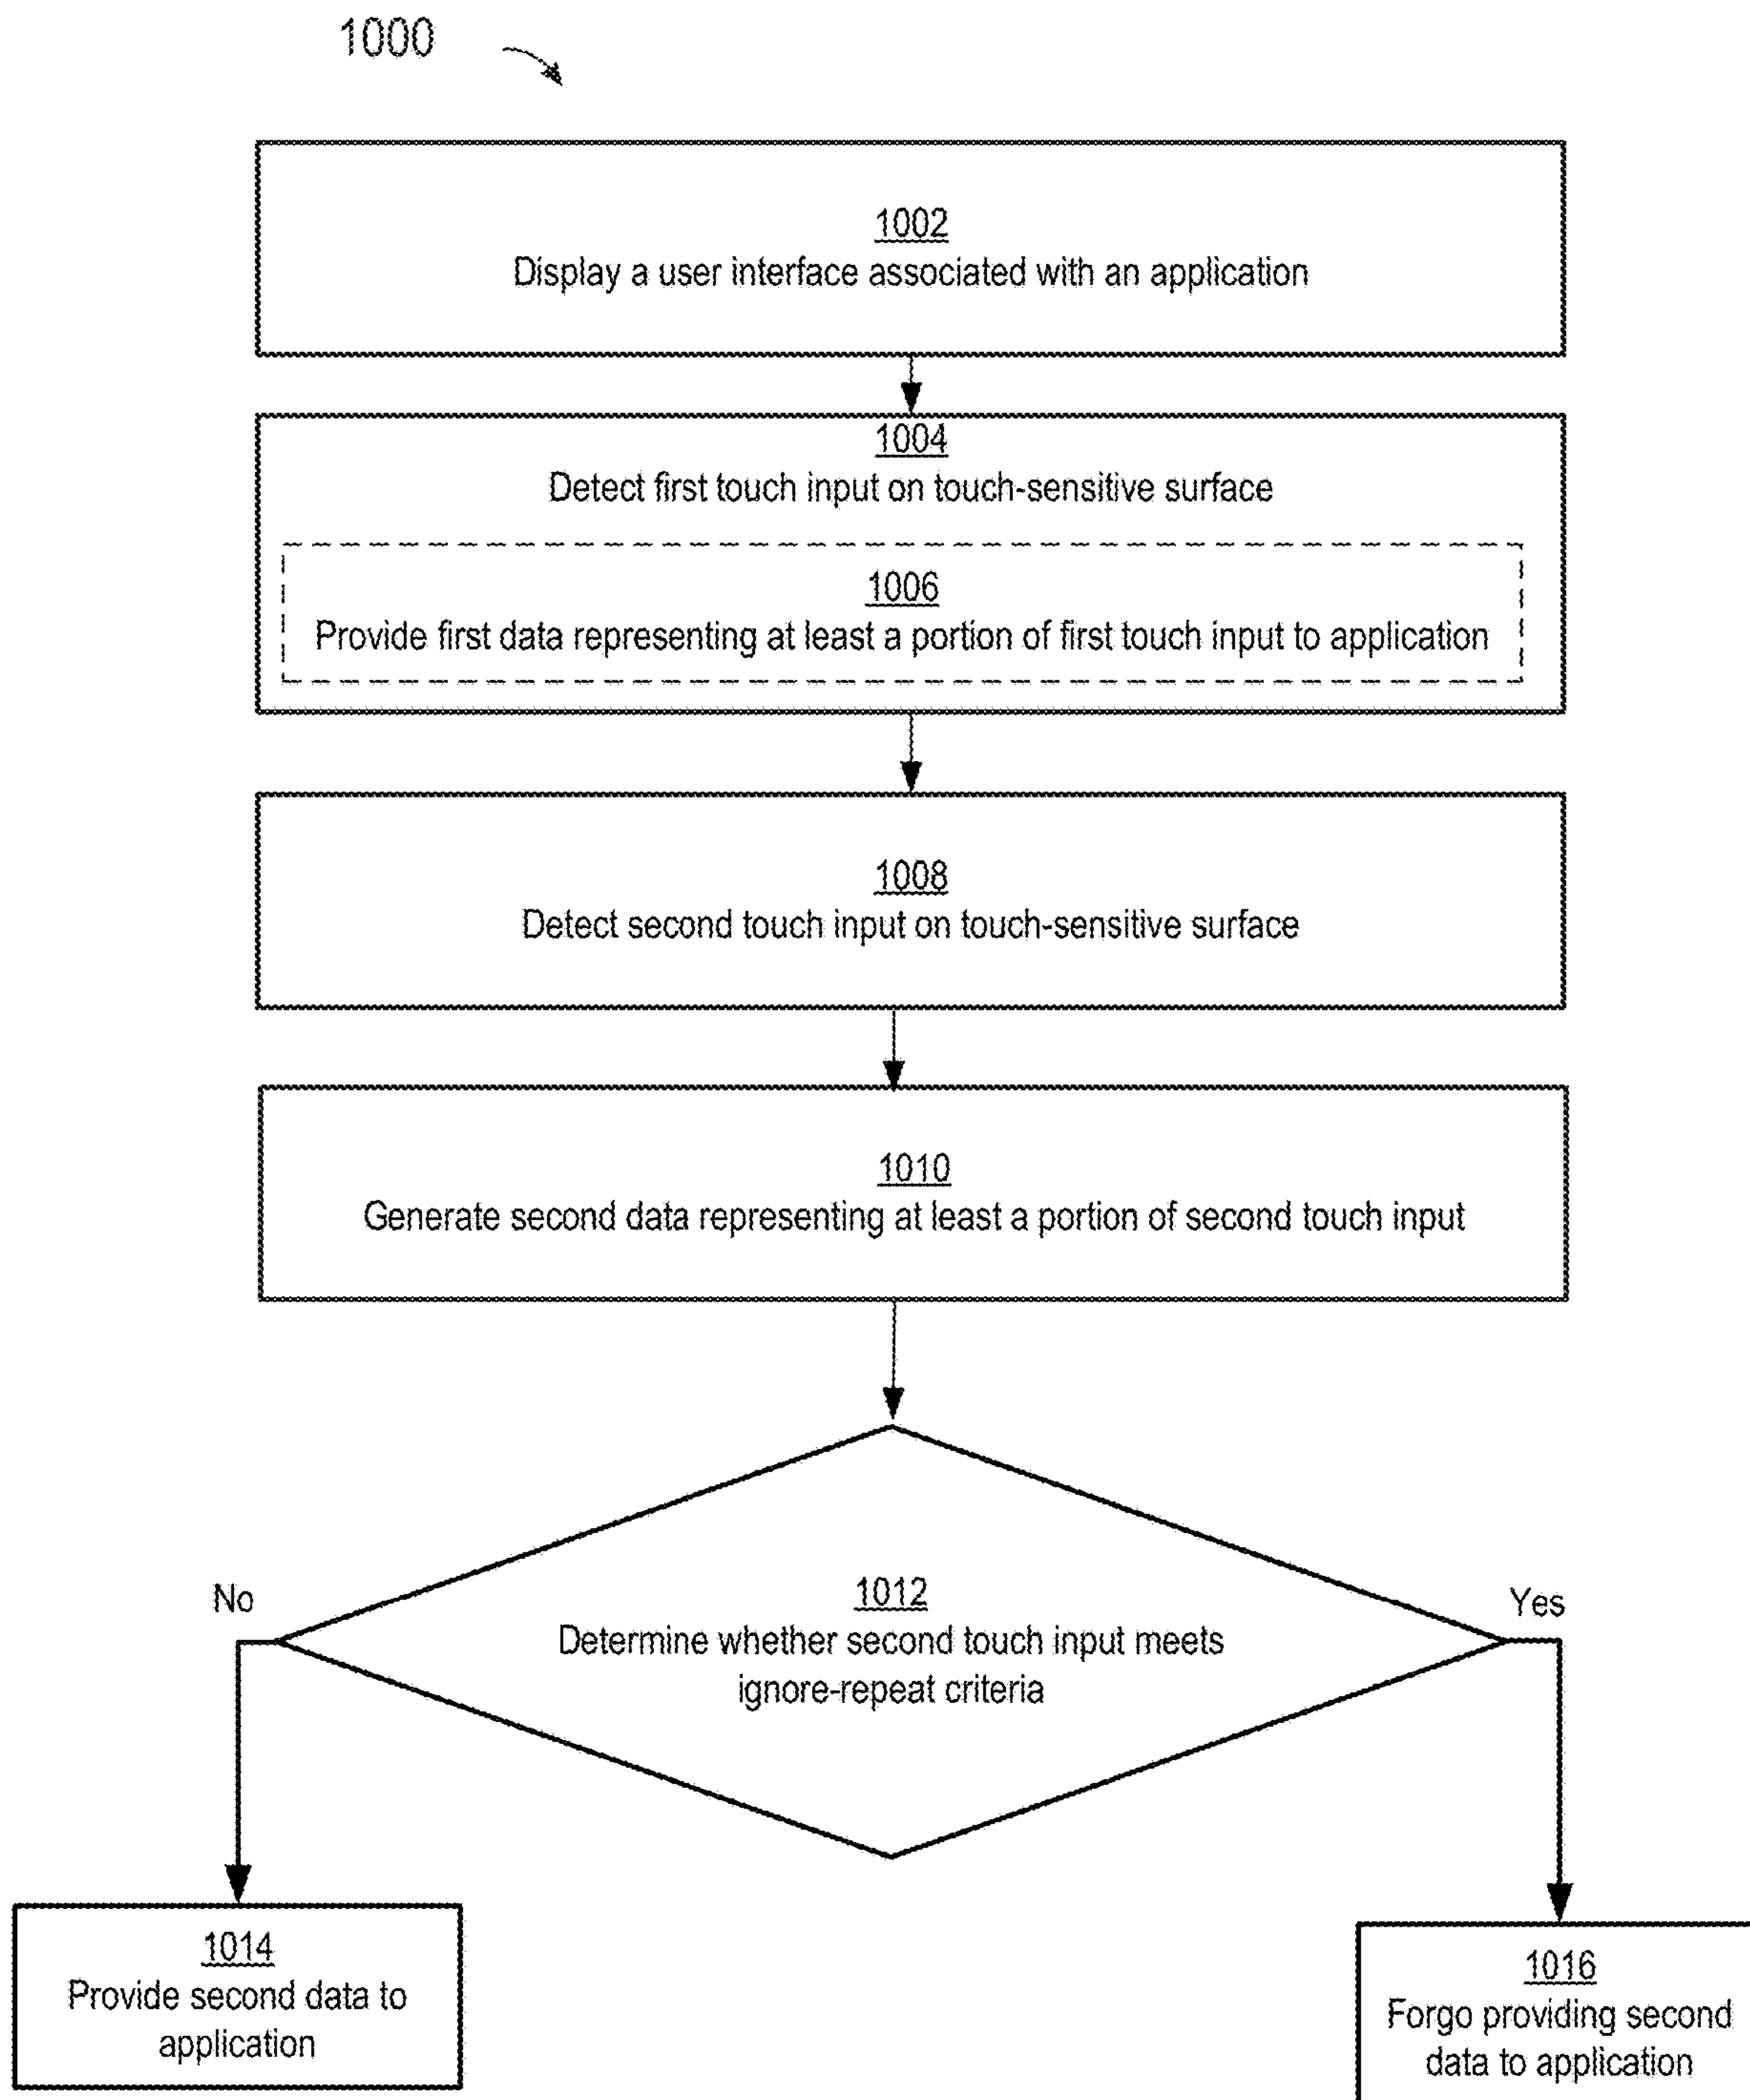 1000
1002
Display a user interface associated with an application
1004
Detect first touch input on touch-sensitive surface
1006
Provide first data representing at least a portion of first touch input to application
1008
Detect second touch input on touch-sensitive surface
1010
Generate second data representing at least a portion of second touch input
1012
Determine whether second touch input meets
ignore-repeat criteria
No
Yes
1014
Provide second data to
application
1016
Forgo providing second
data to application